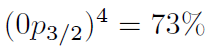 (0p_{3/2})^4 = 73%